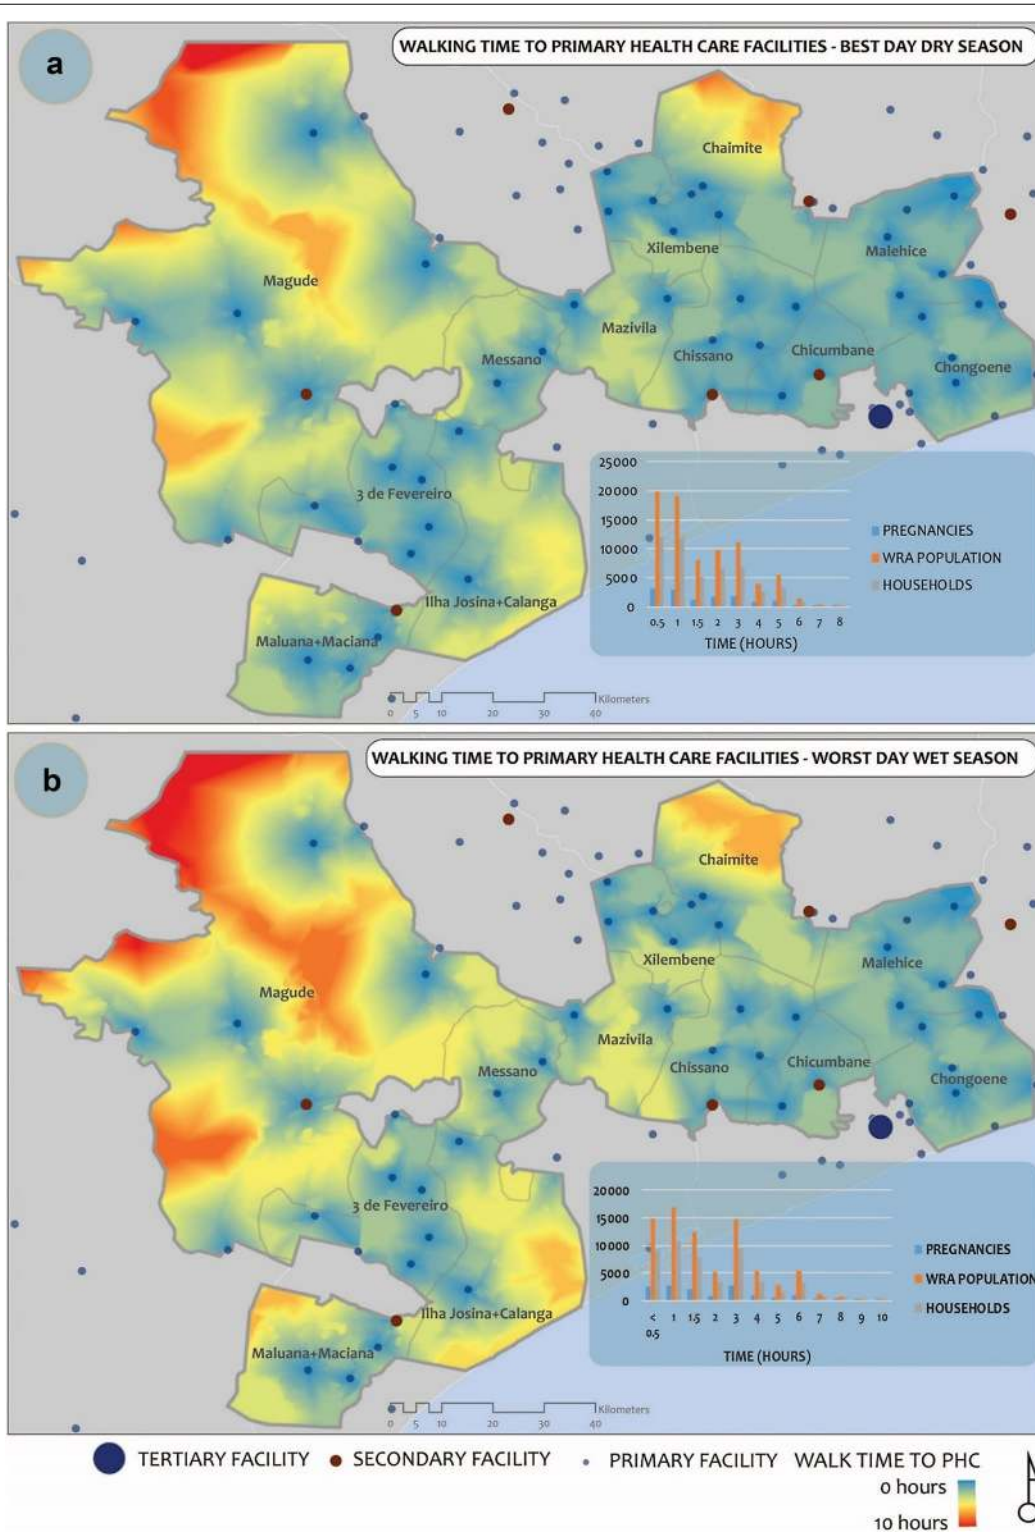 a
WALKING TIME TO PRIMARY HEALTH CARE FACILITIES - BEST DAY DRY SEASON
Chaimite
Xilembene
Malehice
Magude
Mazivila
Messano
Chissano
Chicumbane
Chongoene
3 de Fevereiro
Ilha Josina+Calanga
Maluana+Maciana
25000
20000
15000
10000
5000
0
0.5 1 1.5 2 3 4 5 6 7 8
TIME (HOURS)
PREGNANCIES
WRA POPULATION
HOUSEHOLDS
Kilometers
0 5 10 20 30 40
b
WALKING TIME TO PRIMARY HEALTH CARE FACILITIES - WORST DAY WET SEASON
Chaimite
Xilembene
Malehice
Magude
Mazivila
Messano
Chissano
Chicumbane
Chongoene
3 de Fevereiro
Ilha Josina+Calanga
Maluana+Maciana
20000
15000
10000
5000
0
< 0.5 1 1.5 2 3 4 5 6 7 8 9 10
TIME (HOURS)
PREGNANCIES
WRA POPULATION
HOUSEHOLDS
Kilometers
0 5 10 20 30 40
TERTIARY FACILITY SECONDARY FACILITY PRIMARY FACILITY WALK TIME TO PHC
0 hours
10 hours